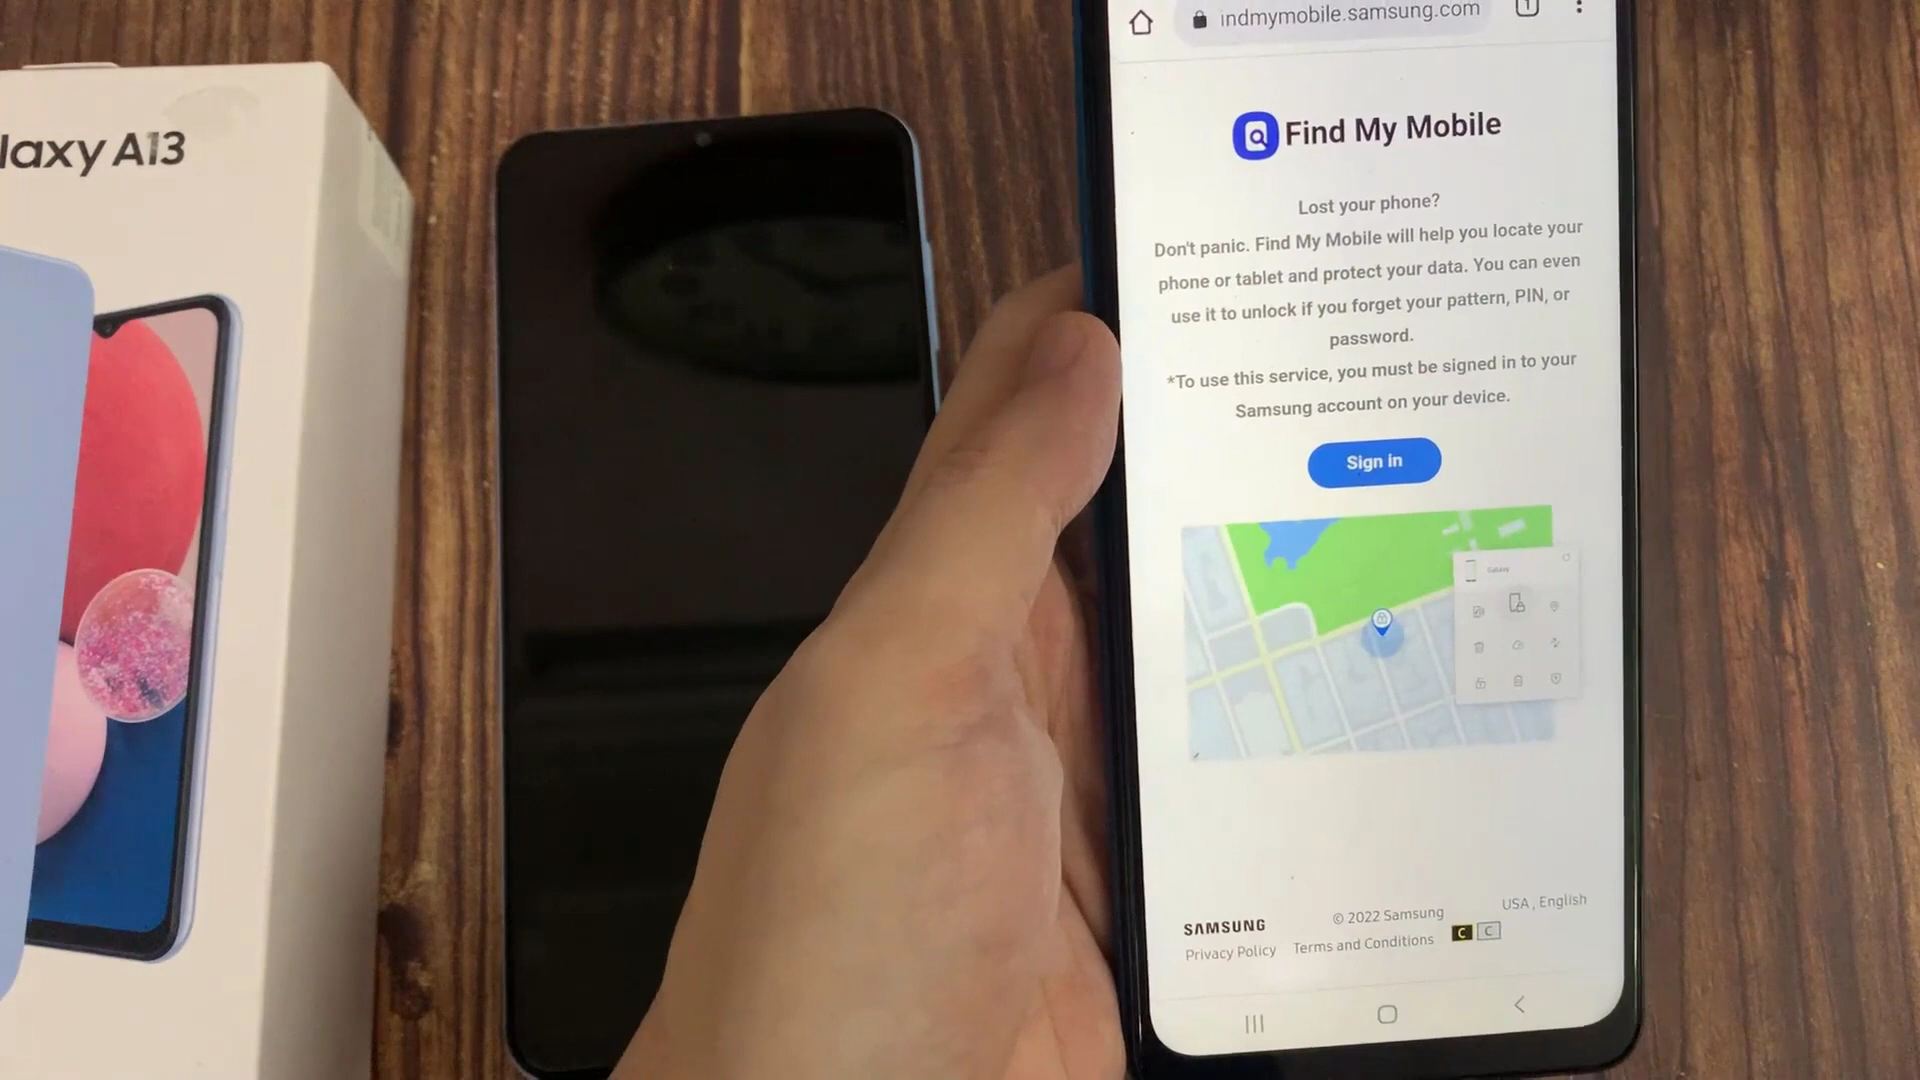 laxy A13
indmymobile.samsung.com
1
Find My Mobile
Lost your phone?
Don't panic. Find My Mobile will help you locate your
phone or tablet and protect your data. You can even
use it to unlock if you forget your pattern, PIN, or
password.
*To use this service, you must be signed in to your
Samsung account on your device.
Sign in
Galaxy
SAMSUNG
© 2022 Samsung
USA , English
Privacy Policy
Terms and Conditions
C C